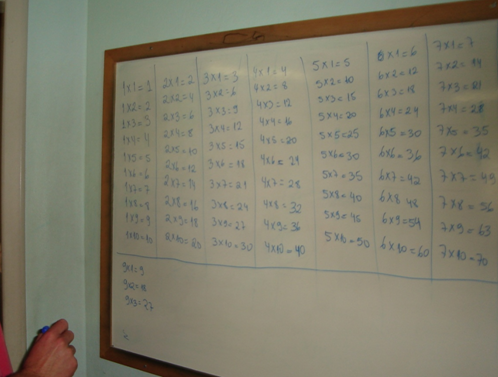 1x1=1
1x2=2
1x3=3
1x4=4
1x5=5
1x6=6
1x7=7
1x8=8
1x9=9
1x10=10
2x1=2
2x2=4
2x3=6
2x4=8
2x5=10
2x6=12
2x7=14
2x8=16
2x9=18
2x10=20
3x1=3
3x2=6
3x3=9
3x4=12
3x5=15
3x6=18
3x7=21
3x8=24
3x9=27
3x10=30
4x1=4
4x2=8
4x3=12
4x4=16
4x5=20
4x6=24
4x7=28
4x8=32
4x9=36
4x10=40
5x1=5
5x2=10
5x3=15
5x4=20
5x5=25
5x6=30
5x7=35
5x8=40
5x9=45
5x10=50
6x1=6
6x2=12
6x3=18
6x4=24
6x5=30
6x6=36
6x7=42
6x8 48
6x9=54
6x10=60
7x1=7
7x2=14
7x3=21
7x4=28
7x5=35
7x6=42
7x7=49
7x8=56
7x9=63
7x10=70
9x1=9
9x2=18
9x3=27